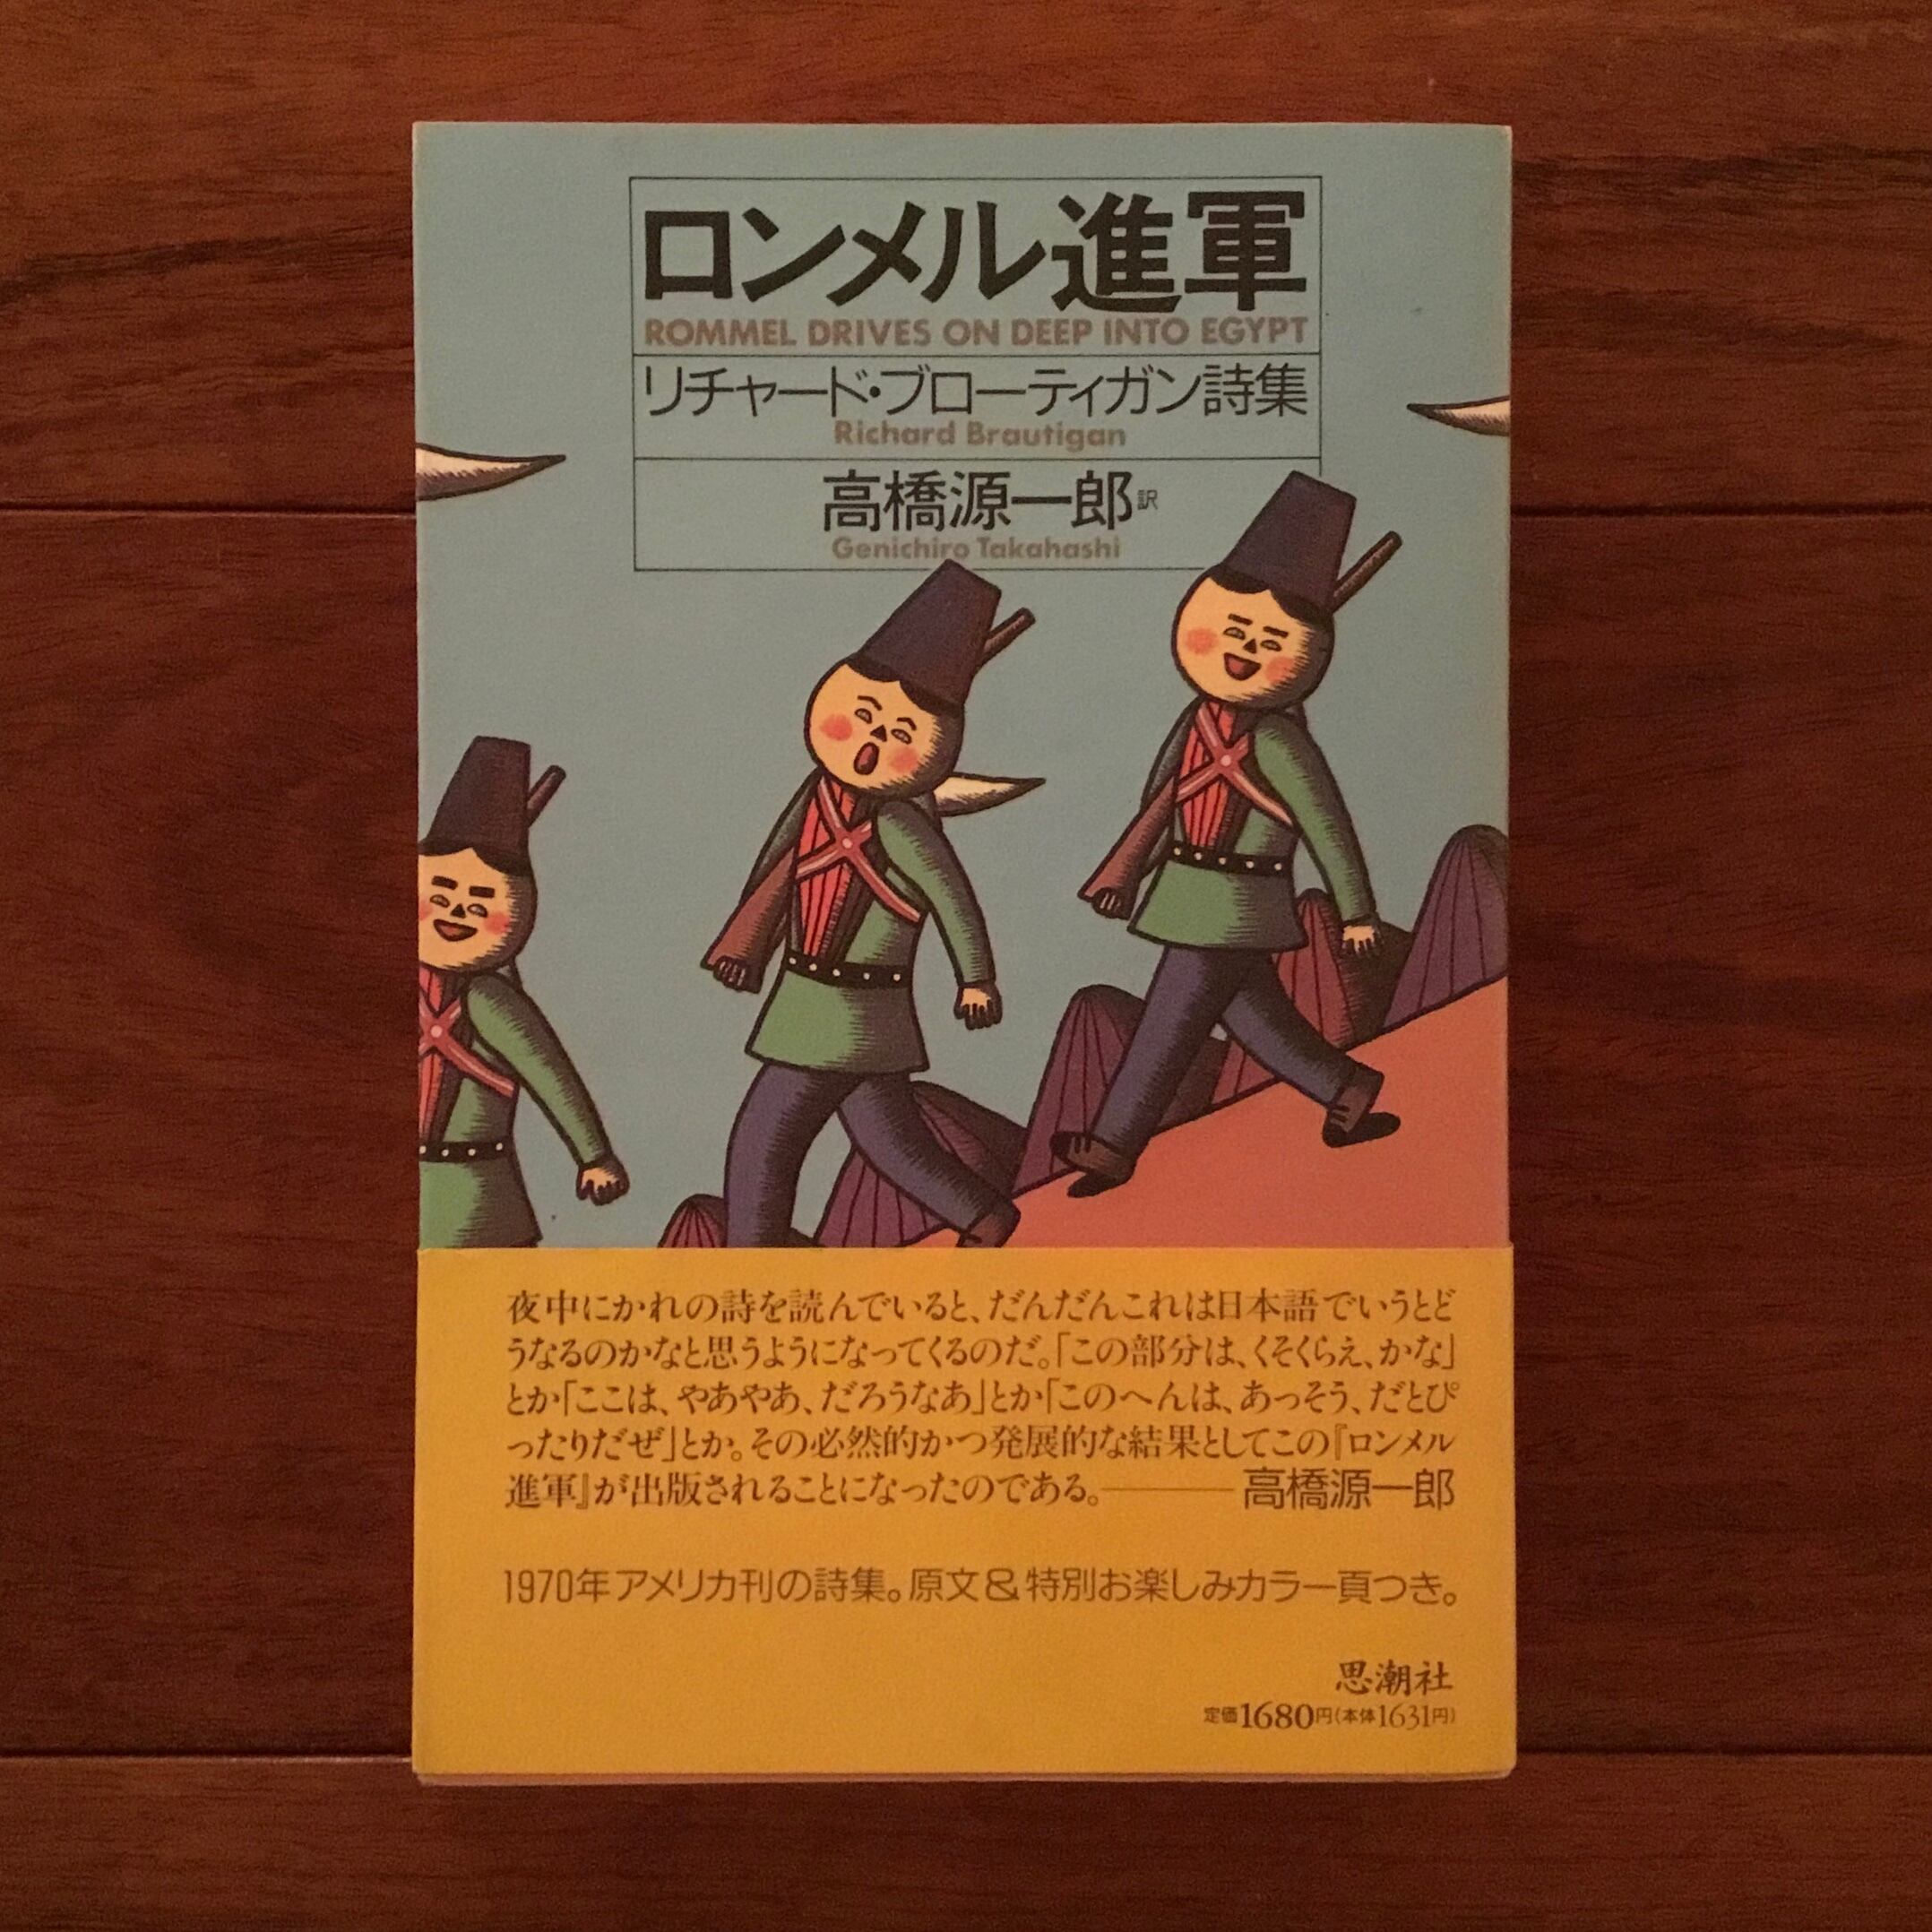 ロンメル進軍
ROMMEL DRIVES ON DEEP INTO EGYPT
リチャード・ブローティガン詩集
Richard Brautigan
高橋源一郎訳
Genichiro Takahashi
夜中にかれの詩を読んでいると、だんだんこれは日本語でいうとど
うなるのかなと思うようになってくるのだ。「この部分は、くそくらえ、かな」
とか「ここは、やあやあ、だろうなあ」とか「このへんは、あっそう、だとぴ
ったりだぜ」とか。その必然的かつ発展的な結果としてこの『ロンメル
進軍』が出版されることになったのである。――高橋源一郎
1970年アメリカ刊の詩集。原文&特別お楽しみカラー頁つき。
思潮社
定価1680円(本体1631円)